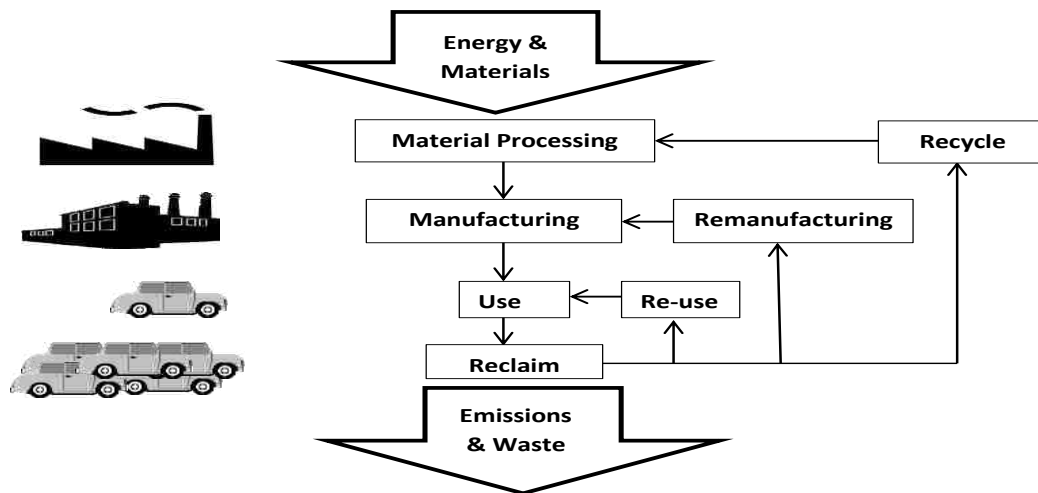 Energy &
Materials
Material Processing
Recycle
Manufacturing
Remanufacturing
Use
Re-use
Reclaim
Emissions
& Waste